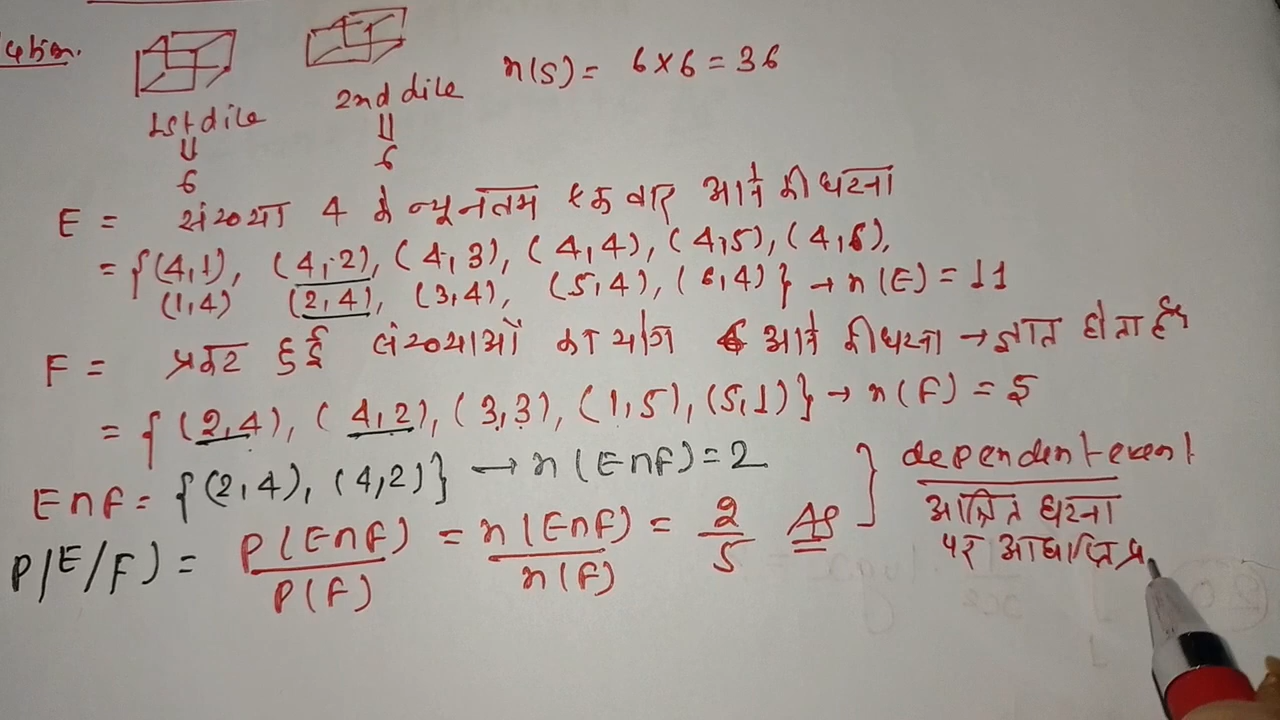 n(S) = 6×6 = 36
1st dice
2nd dice
⇓
⇓
6
6
E = संख्या 4 के न्यूनतम एक बार आने की घटना
= {(4,1), (4,2), (4,3), (4,4), (4,5), (4,6),
(1,4) (2,4), (3,4), (5,4), (6,4)} → n(E) = 11
F = प्रकट हुई संख्याओं का योग 6 आने की घटना → ज्ञात होना है
= {(2,4), (4,2), (3,3), (1,5), (5,1)} → n(F) = 5
E∩F = {(2,4), (4,2)} → n(E∩F) = 2
P(E/F) = P(E∩F)/P(F) = n(E∩F)/n(F) = 2/5 As
} dependent event
आश्रित घटना
पर आधारित प्र